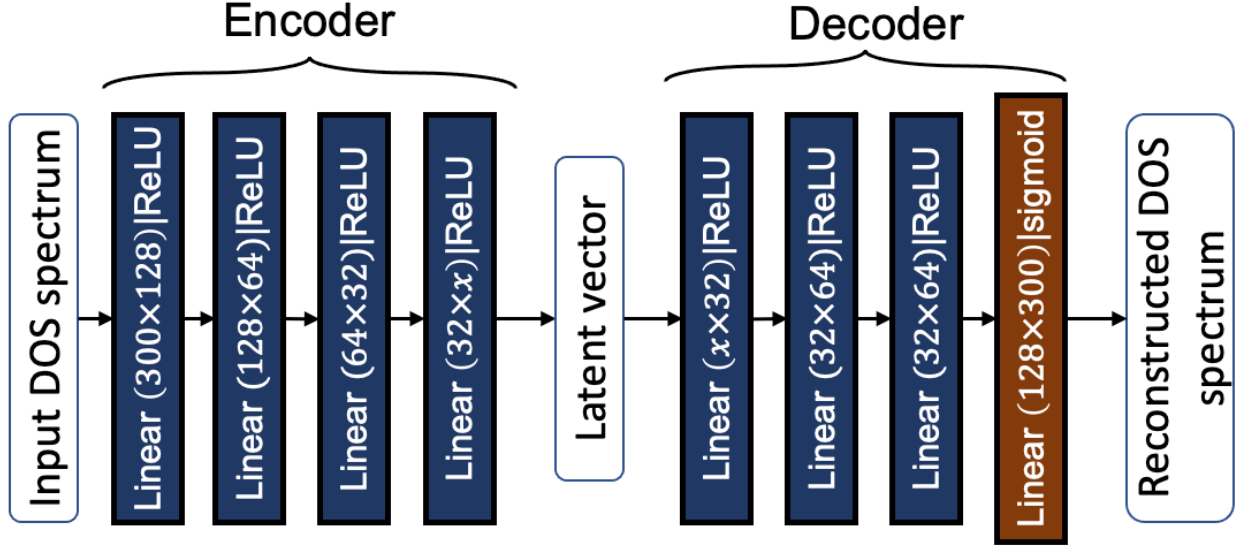 Encoder
Decoder
Input DOS spectrum
Linear (300×128)|ReLU
Linear (128×64)|ReLU
Linear (64×32)|ReLU
Linear (32×x)|ReLU
Latent vector
Linear (x×32)|ReLU
Linear (32×64)|ReLU
Linear (32×64)|ReLU
Linear (128×300)|sigmoid
Reconstructed DOS
spectrum